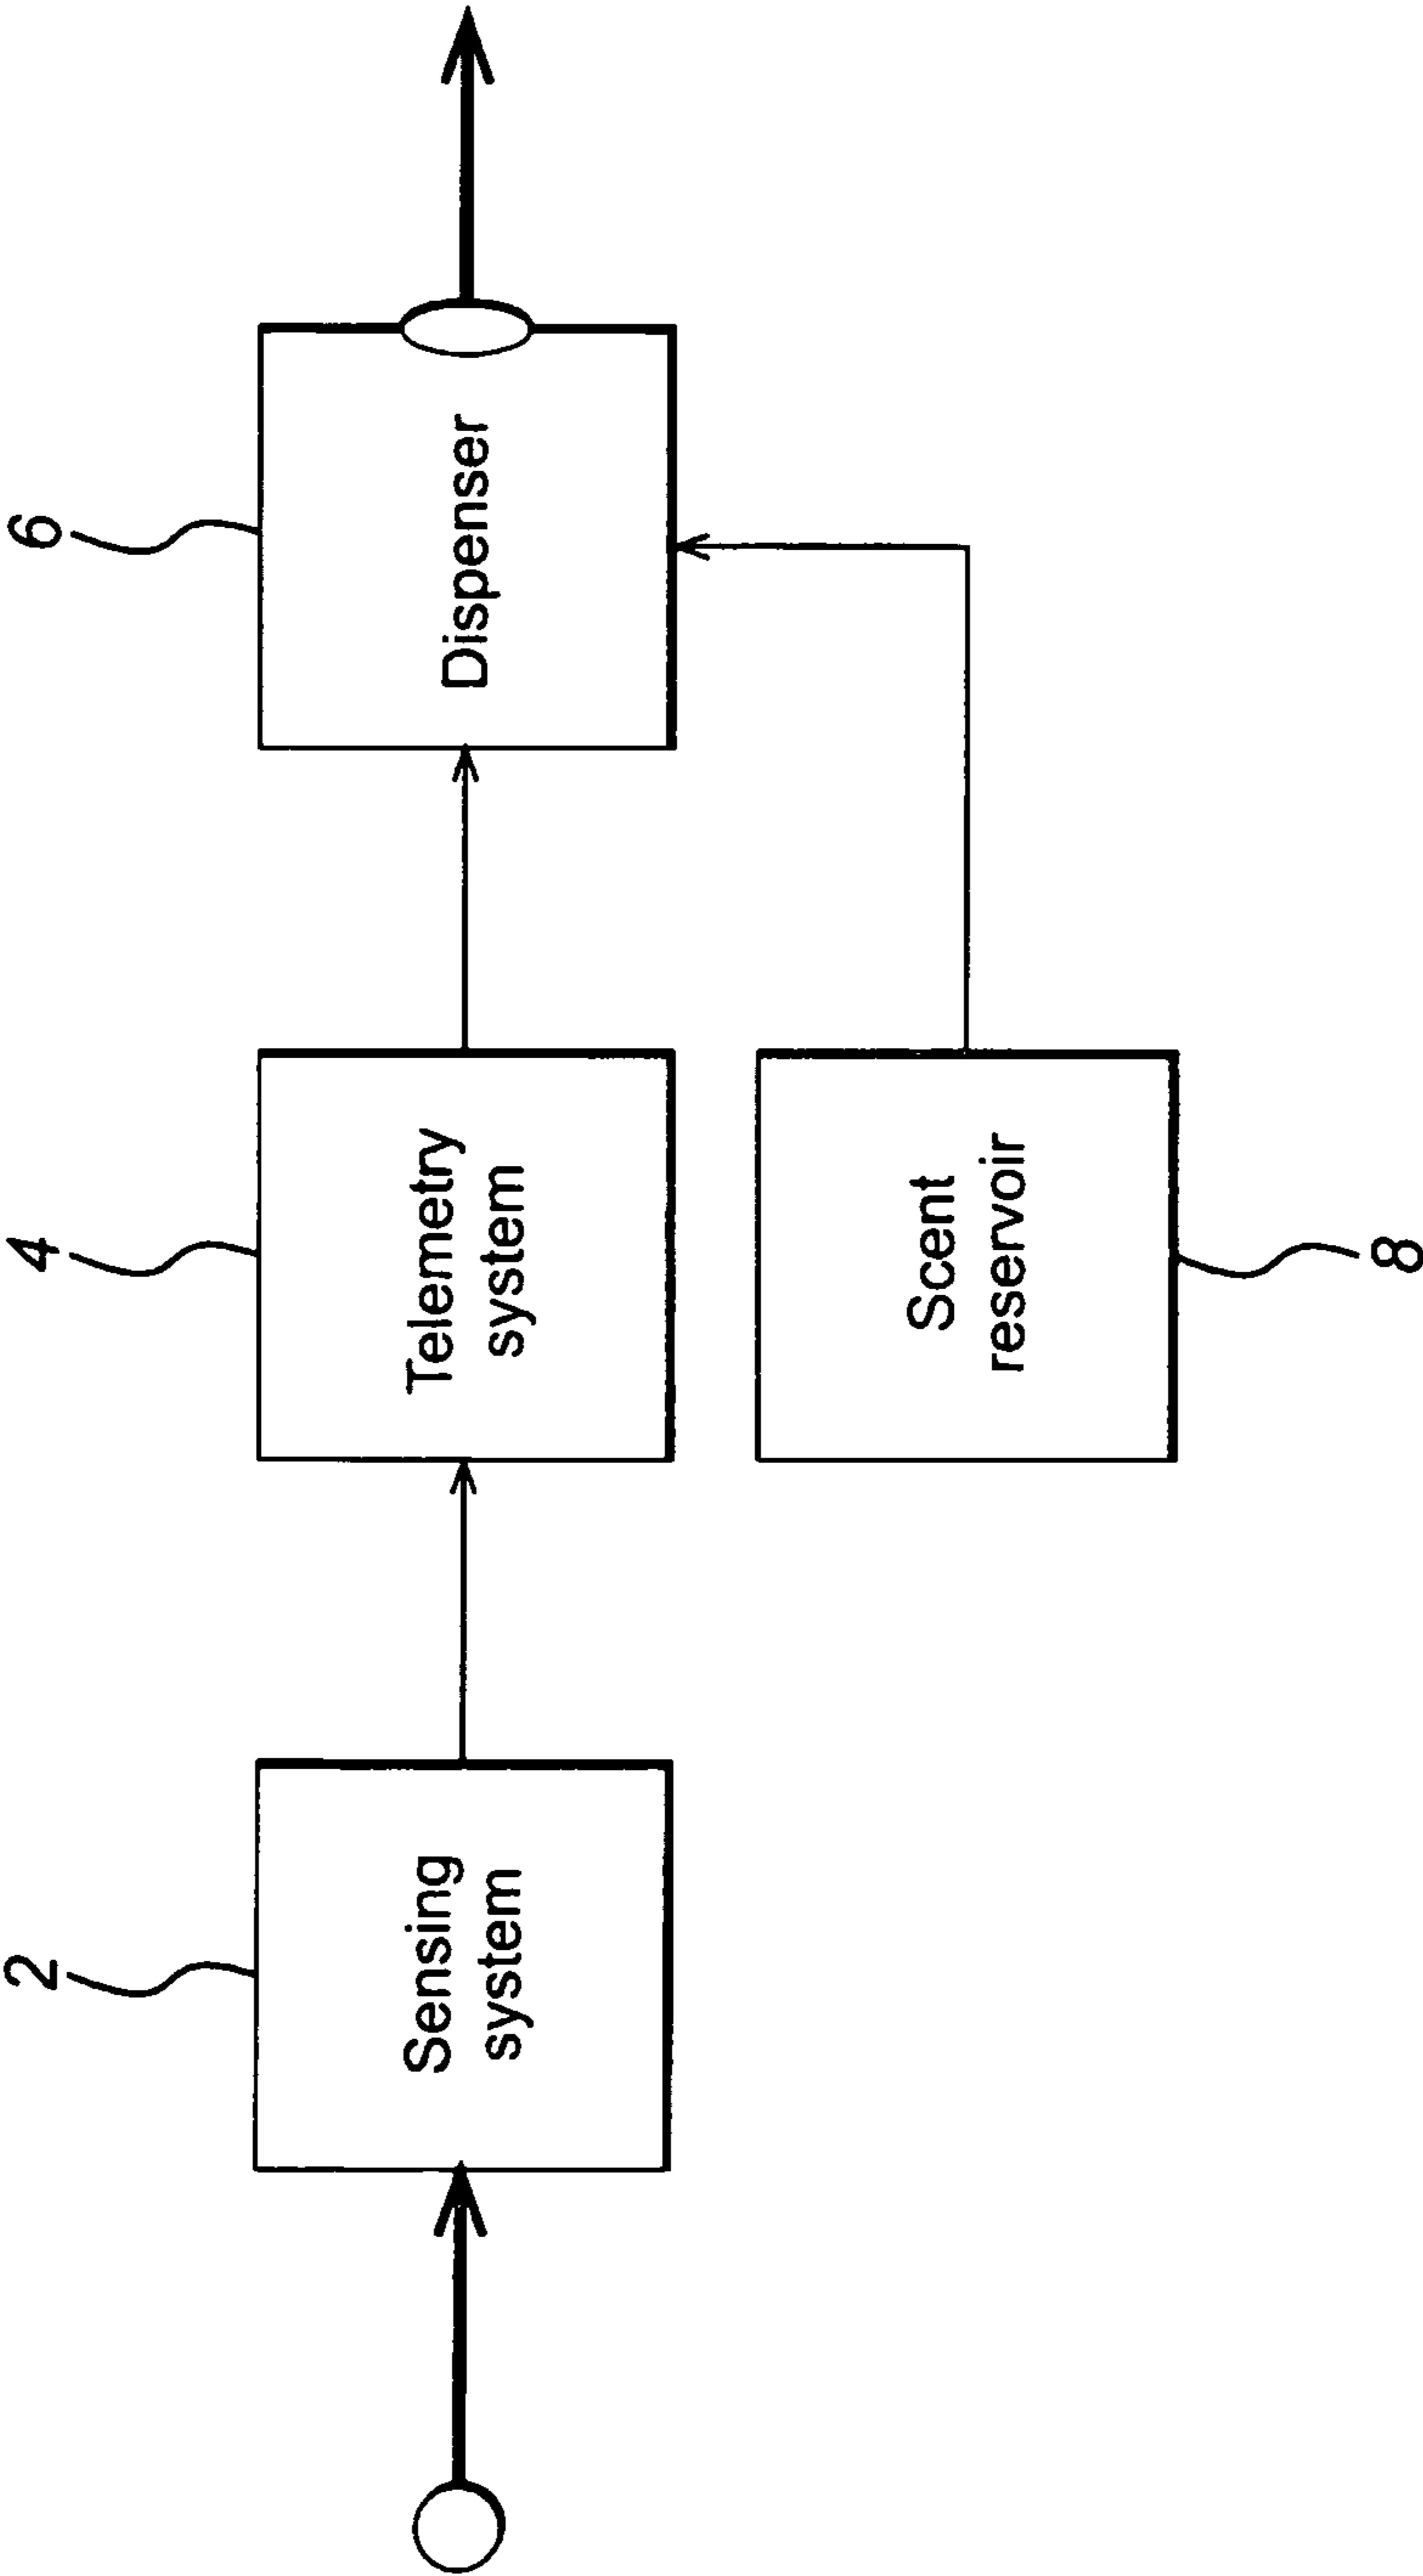 2
4
6
Sensing
system
Telemetry
system
Dispenser
Scent
reservoir
8